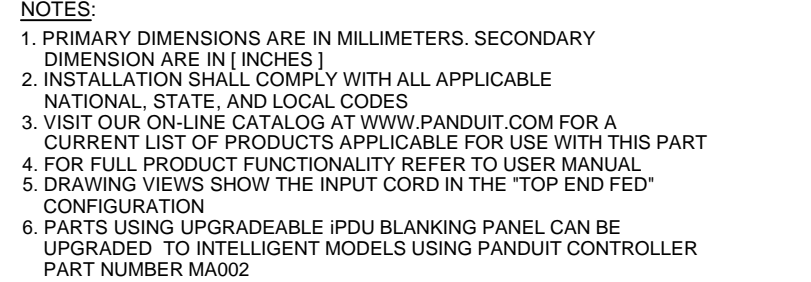 NOTES:
1. PRIMARY DIMENSIONS ARE IN MILLIMETERS. SECONDARY
DIMENSION ARE IN [ INCHES ]
2. INSTALLATION SHALL COMPLY WITH ALL APPLICABLE
NATIONAL, STATE, AND LOCAL CODES
3. VISIT OUR ON-LINE CATALOG AT WWW.PANDUIT.COM FOR A
CURRENT LIST OF PRODUCTS APPLICABLE FOR USE WITH THIS PART
4. FOR FULL PRODUCT FUNCTIONALITY REFER TO USER MANUAL
5. DRAWING VIEWS SHOW THE INPUT CORD IN THE "TOP END FED"
CONFIGURATION
6. PARTS USING UPGRADEABLE iPDU BLANKING PANEL CAN BE
UPGRADED TO INTELLIGENT MODELS USING PANDUIT CONTROLLER
PART NUMBER MA002